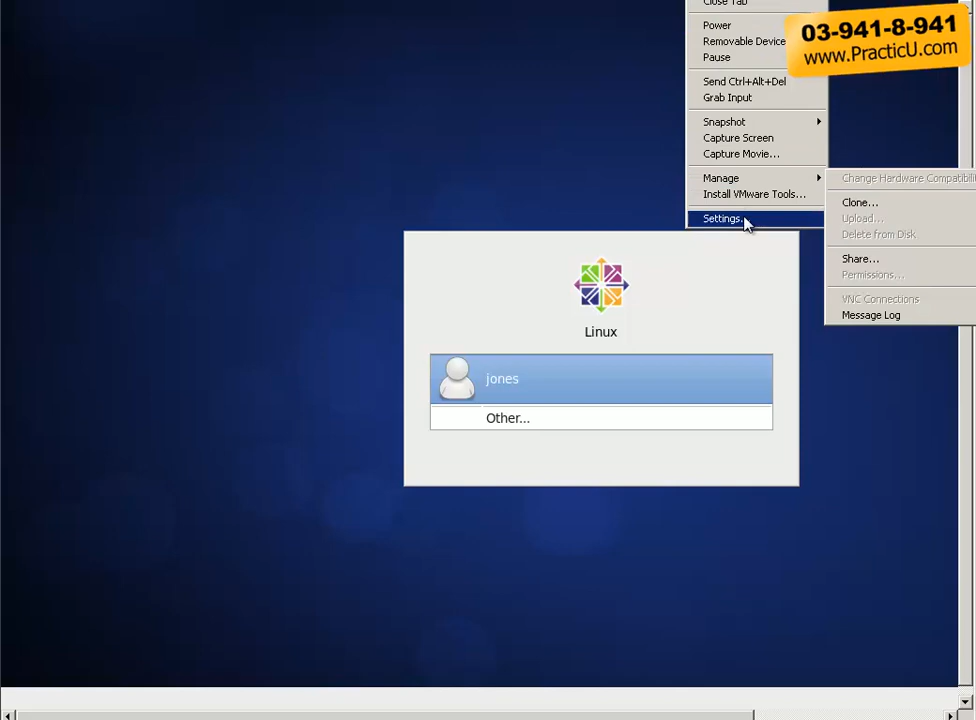 Close Tab
Power
Removable Device
Pause
Send Ctrl+Alt+Del
Grab Input
Snapshot
Capture Screen
Capture Movie...
Manage
Install VMware Tools...
Settings.
03-941-8-941
www.PracticU.com
Change Hardware Compatibili
Clone...
Upload...
Delete from Disk
Share...
Permissions...
VNC Connections
Message Log
Linux
jones
Other...